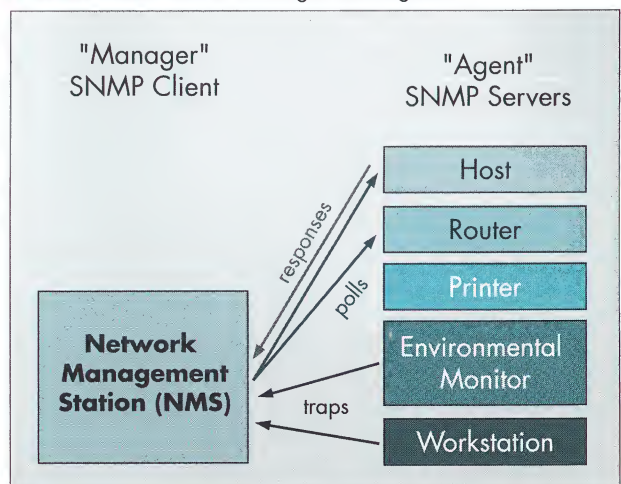 "Manager"
SNMP Client
"Agent"
SNMP Servers
Host
Router
Printer
Environmental
Monitor
Workstation
responses
polls
traps
Network
Management
Station (NMS)